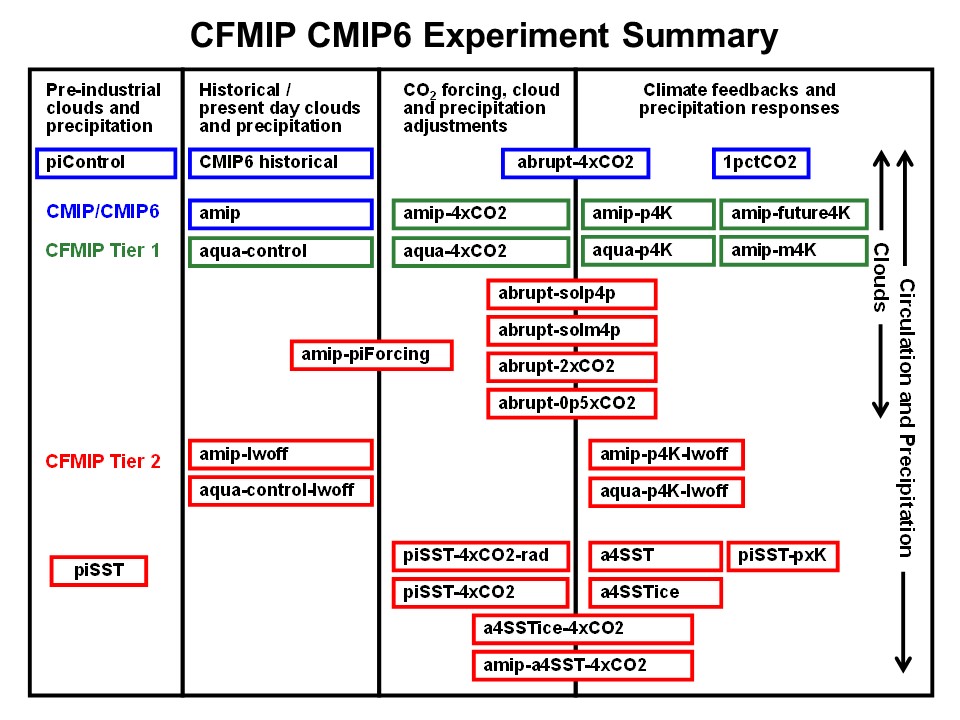 CFMIP CMIP6 Experiment Summary
Pre-industrial
clouds and
precipitation
Historical /
present day clouds
and precipitation
CO2 forcing, cloud
and precipitation
adjustments
Climate feedbacks and
precipitation responses
piControl
CMIP6 historical
abrupt-4xCO2
1pctCO2
CMIP/CMIP6
amip
amip-4xCO2
amip-p4K
amip-future4K
CFMIP Tier 1
aqua-control
aqua-4xCO2
aqua-p4K
amip-m4K
abrupt-solp4p
abrupt-solm4p
amip-piForcing
abrupt-2xCO2
abrupt-0p5xCO2
CFMIP Tier 2
amip-lwoff
amip-p4K-lwoff
aqua-control-lwoff
aqua-p4K-lwoff
piSST
piSST-4xCO2-rad
a4SST
piSST-pxK
piSST-4xCO2
a4SSTice
a4SSTice-4xCO2
amip-a4SST-4xCO2
Clouds
Circulation and Precipitation